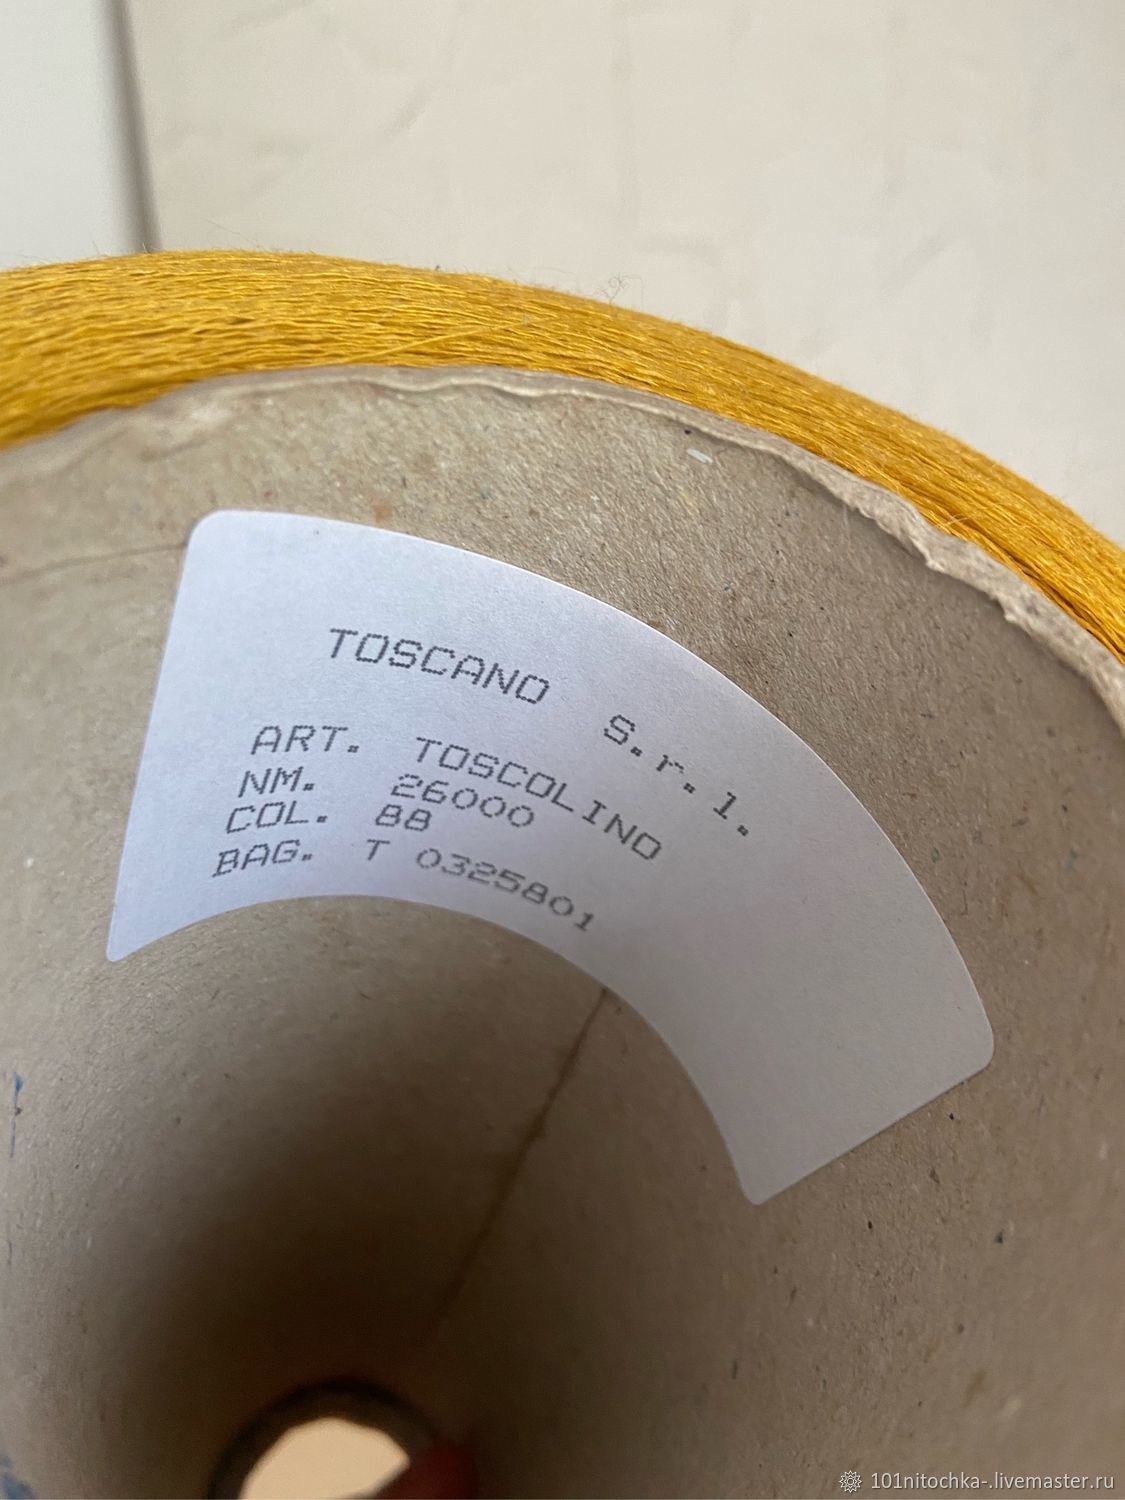 TOSCANO S.r.l.
ART. TOSCOLINO
NM. 26000
COL. 88
BAG. T 0325801
101nitochka-.livemaster.ru